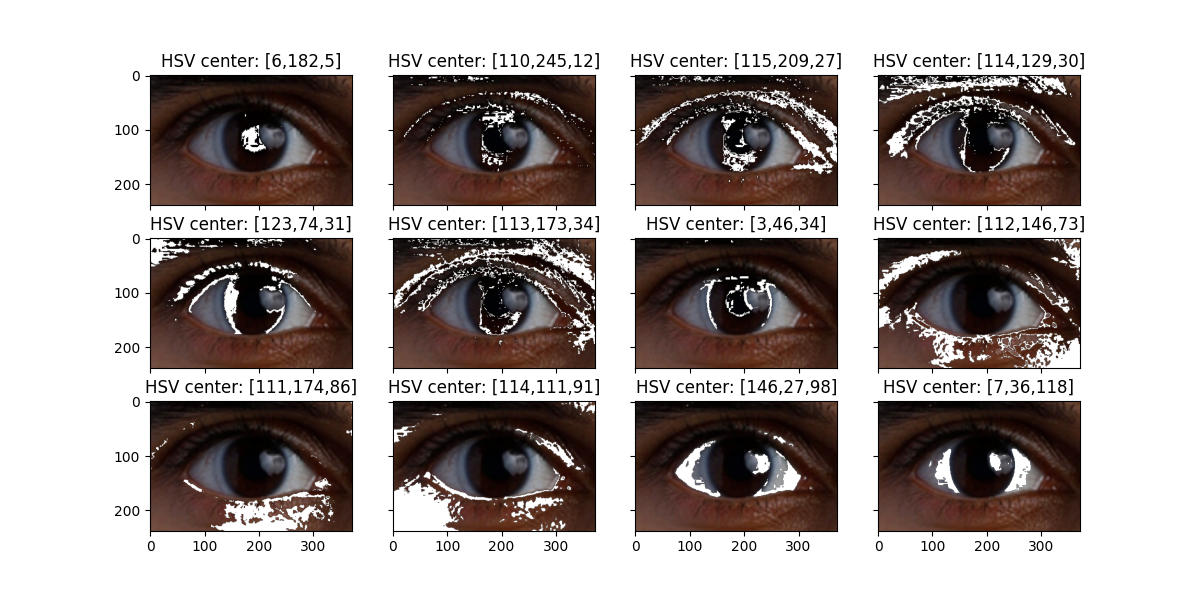 HSV center: [6,182,5]
HSV center: [110,245,12]
HSV center: [115,209,27]
HSV center: [114,129,30]
0
100
200
HSV center: [123,74,31]
HSV center: [113,173,34]
HSV center: [3,46,34]
HSV center: [112,146,73]
0
100
200
HSV center: [111,174,86]
HSV center: [114,111,91]
HSV center: [146,27,98]
HSV center: [7,36,118]
0
100
200
0 100 200 300
0 100 200 300
0 100 200 300
0 100 200 300